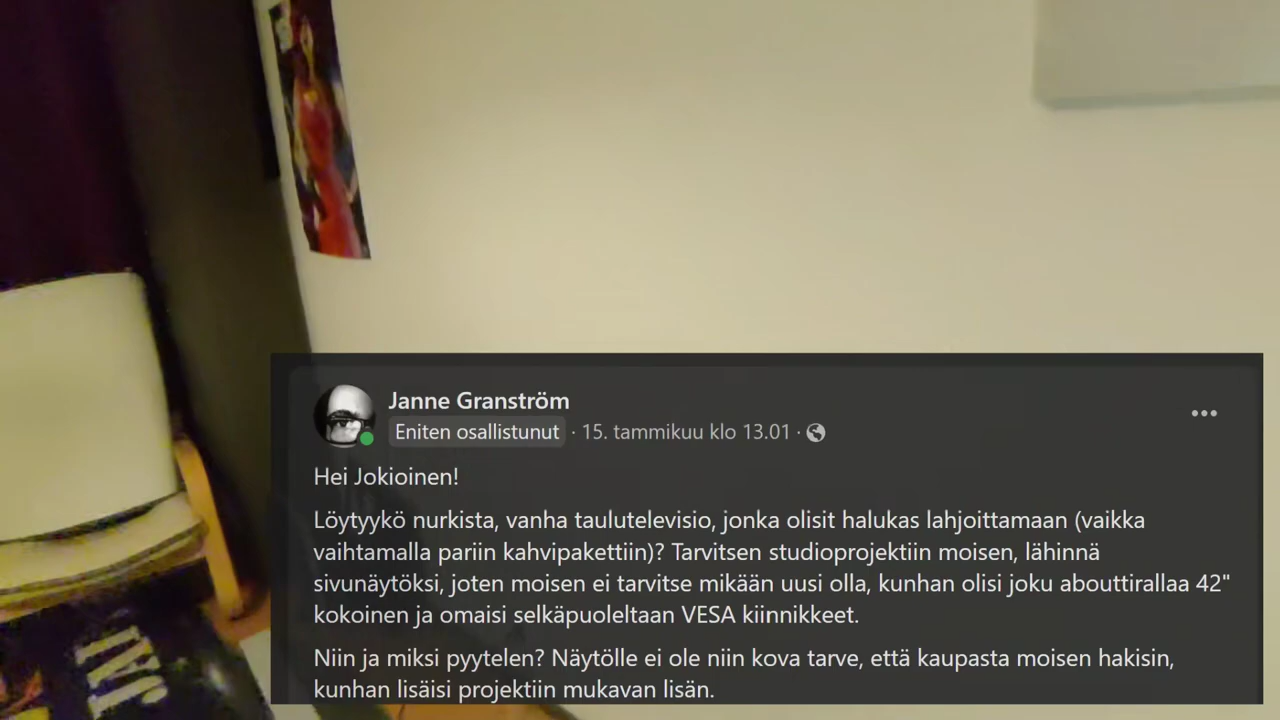 Janne Granström
Eniten osallistunut · 15. tammikuu klo 13.01 ·
Hei Jokioinen!
Löytyykö nurkista, vanha taulutelevisio, jonka olisit halukas lahjoittamaan (vaikka
vaihtamalla pariin kahvipakettiin)? Tarvitsen studioprojektiin moisen, lähinnä
sivunäytöksi, joten moisen ei tarvitse mikään uusi olla, kunhan olisi joku abouttirallaa 42"
kokoinen ja omaisi selkäpuoleltaan VESA kiinnikkeet.
Niin ja miksi pyytelen? Näytölle ei ole niin kova tarve, että kaupasta moisen hakisin,
kunhan lisäisi projektiin mukavan lisän.